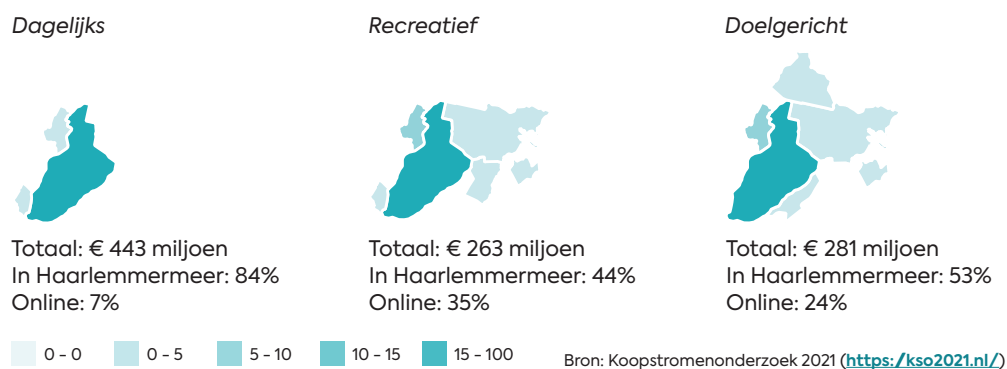 Dagelijks
Totaal: € 443 miljoen
In Haarlemmermeer: 84%
Online: 7%
Recreatief
Totaal: € 263 miljoen
In Haarlemmermeer: 44%
Online: 35%
Doelgericht
Totaal: € 281 miljoen
In Haarlemmermeer: 53%
Online: 24%
0 - 0
0 - 5
5 - 10
10 - 15
15 - 100
Bron: Koopstromenonderzoek 2021 (https:/kso2021.nl/)